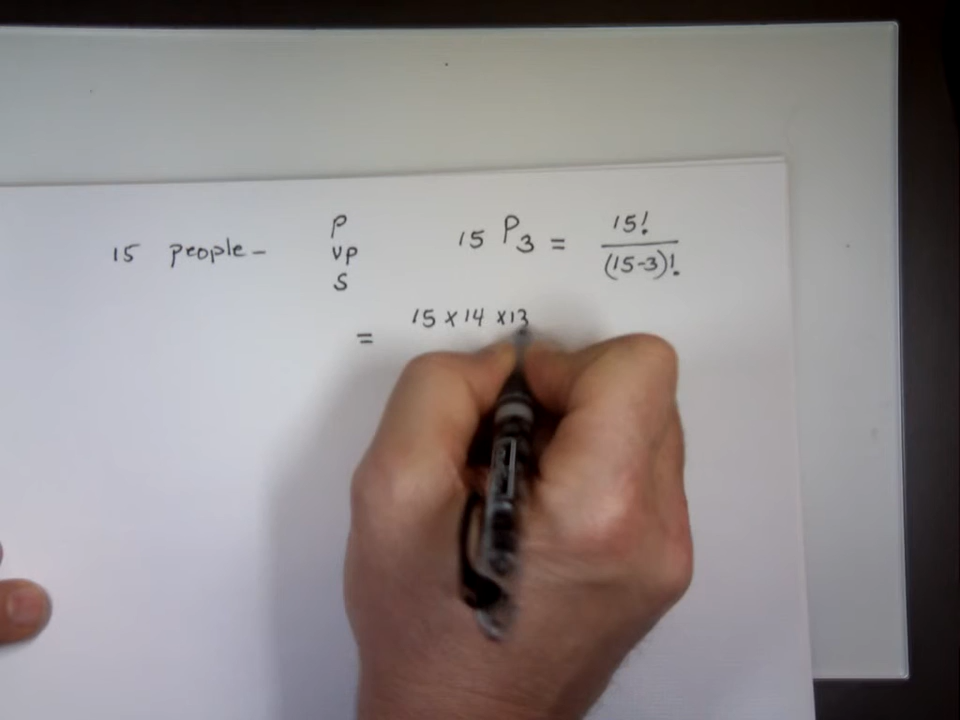 15 people - P
VP
S
15 P3 = 15! / (15-3)!
= 15 x 14 x 13